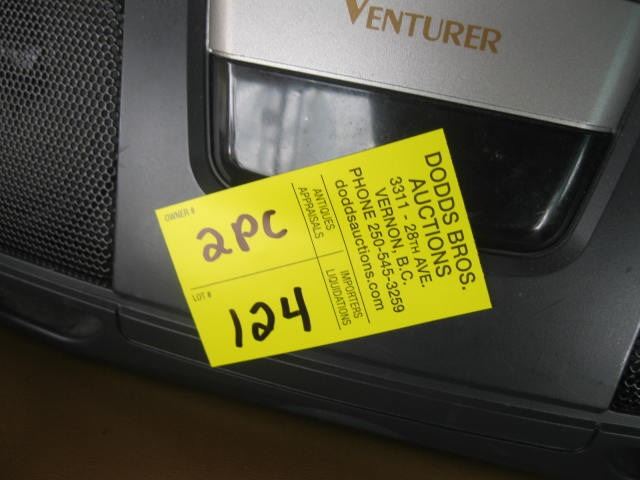 VENTURER
OWNER #
2PC
LOT #
124
ANTIQUES
APPRAISALS
IMPORTERS
LIQUIDATIONS
DODDS BROS.
AUCTIONS
3311 - 28TH AVE.
VERNON, B.C.
PHONE 250-545-3259
doddsauctions.com